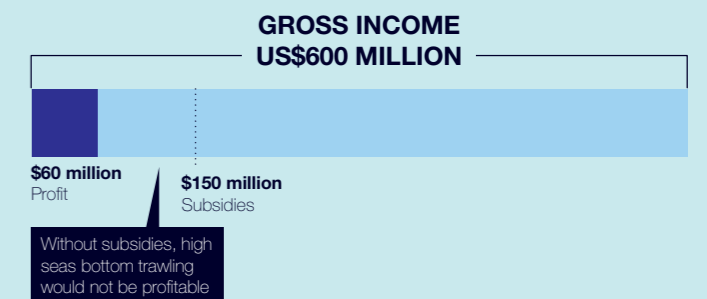 GROSS INCOME
US$600 MILLION
$60 million
Profit
$150 million
Subsidies
Without subsidies, high
seas bottom trawling
would not be profitable